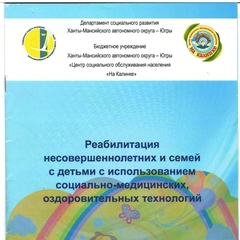 Департамент социального развития
Ханты-Мансийского автономного округа – Югры
Бюджетное учреждение
Ханты-Мансийского автономного округа – Югры
«Центр социального обслуживания населения
«На Калинке»
Реабилитация
несовершеннолетних и семей
с детьми с использованием
социально-медицинских,
оздоровительных технологий